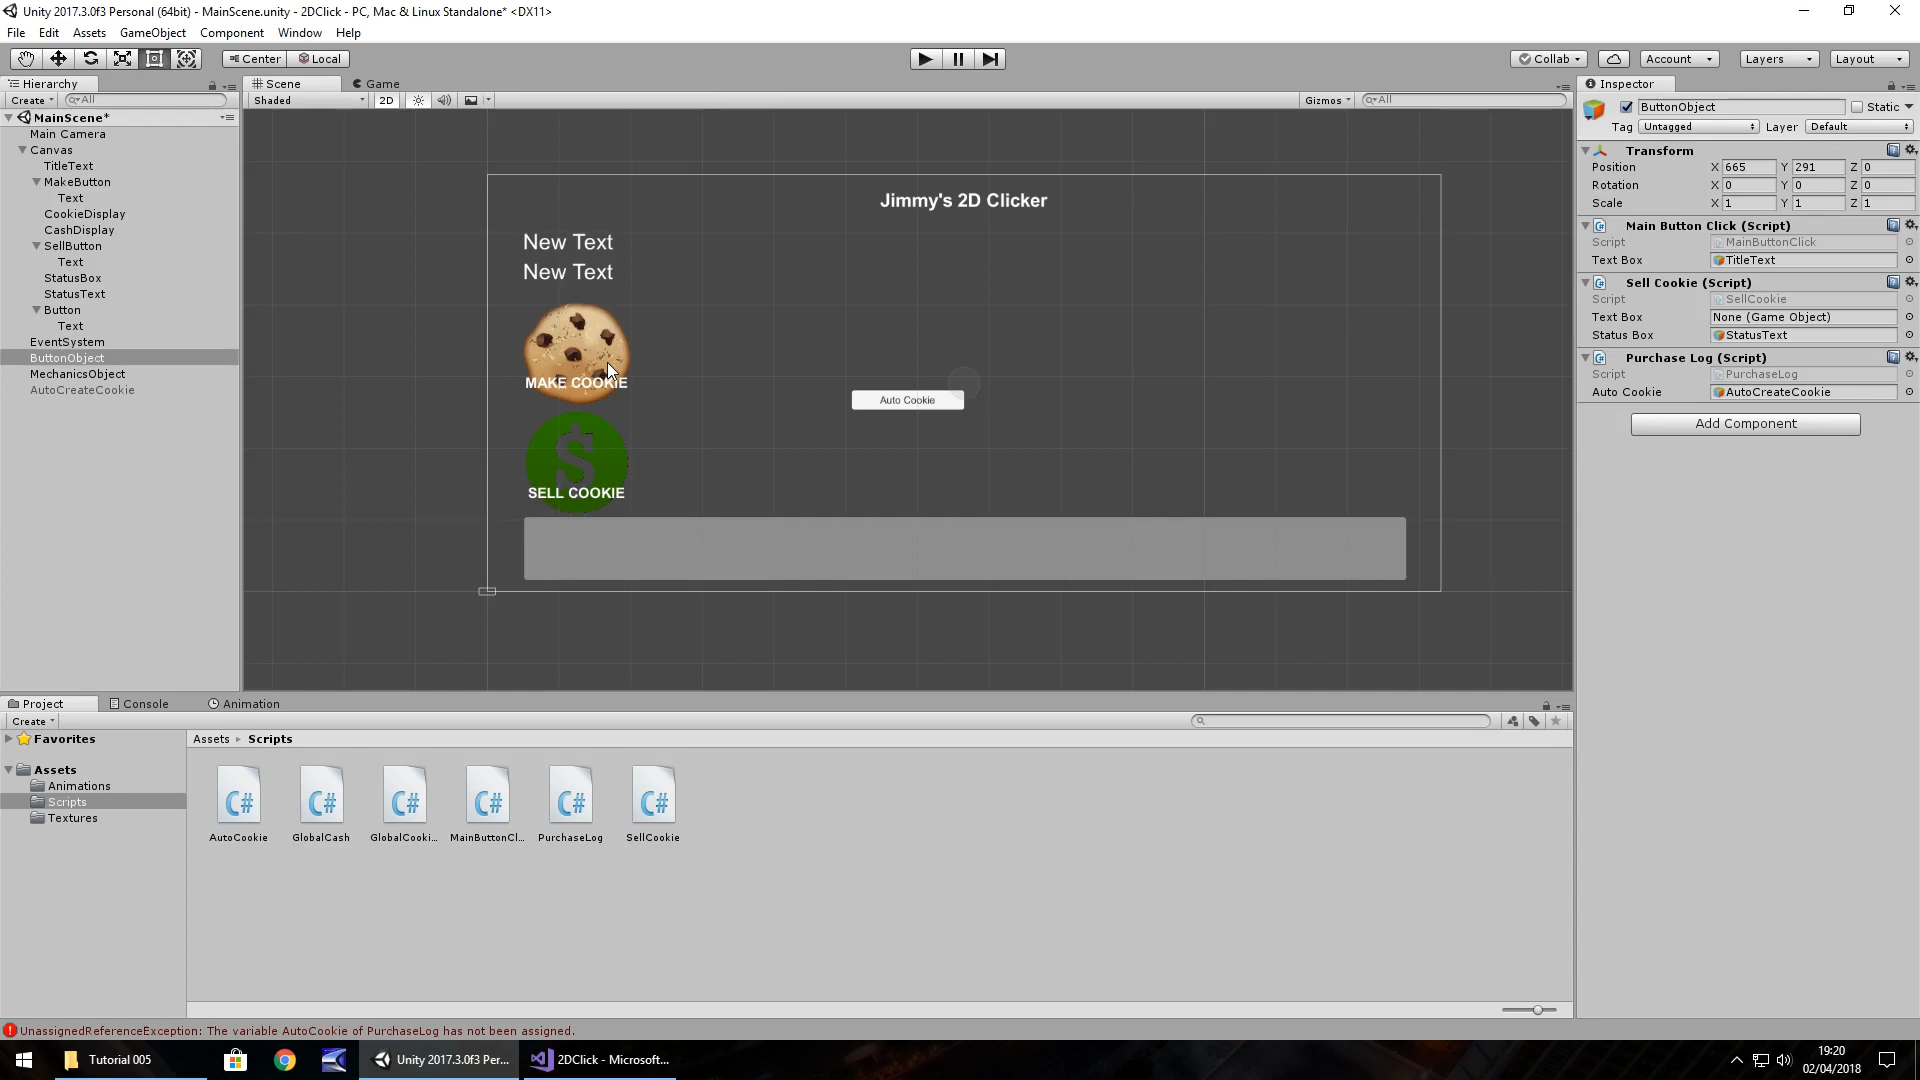 Unity 2017.3.0f3 Personal (64bit) - MainScene.unity - 2DClick - PC, Mac & Linux Standalone* <DX11>
File Edit Assets GameObject Component Window Help
Center Local
Collab Account Layers Layout
Hierarchy
Create All
MainScene*
Main Camera
Canvas
TitleText
MakeButton
Text
CookieDisplay
CashDisplay
SellButton
Text
StatusBox
StatusText
Button
Text
EventSystem
ButtonObject
MechanicsObject
AutoCreateCookie
Scene Game
Shaded 2D Gizmos All
Jimmy's 2D Clicker
New Text
New Text
MAKE COOKIE
Auto Cookie
$
SELL COOKIE
Inspector
ButtonObject Static
Tag Untagged Layer Default
Transform
Position X 665 Y 291 Z 0
Rotation X 0 Y 0 Z 0
Scale X 1 Y 1 Z 1
Main Button Click (Script)
Script MainButtonClick
Text Box TitleText
Sell Cookie (Script)
Script SellCookie
Text Box None (Game Object)
Status Box StatusText
Purchase Log (Script)
Script PurchaseLog
Auto Cookie AutoCreateCookie
Add Component
Project Console Animation
Create
Favorites
Assets
Animations
Scripts
Textures
Assets Scripts
C# C# C# C# C# C#
AutoCookie GlobalCash GlobalCooki... MainButtonCl... PurchaseLog SellCookie
UnassignedReferenceException: The variable AutoCookie of PurchaseLog has not been assigned.
Tutorial 005 Unity 2017.3.0f3 Per... 2DClick - Microsoft...
19:20
02/04/2018